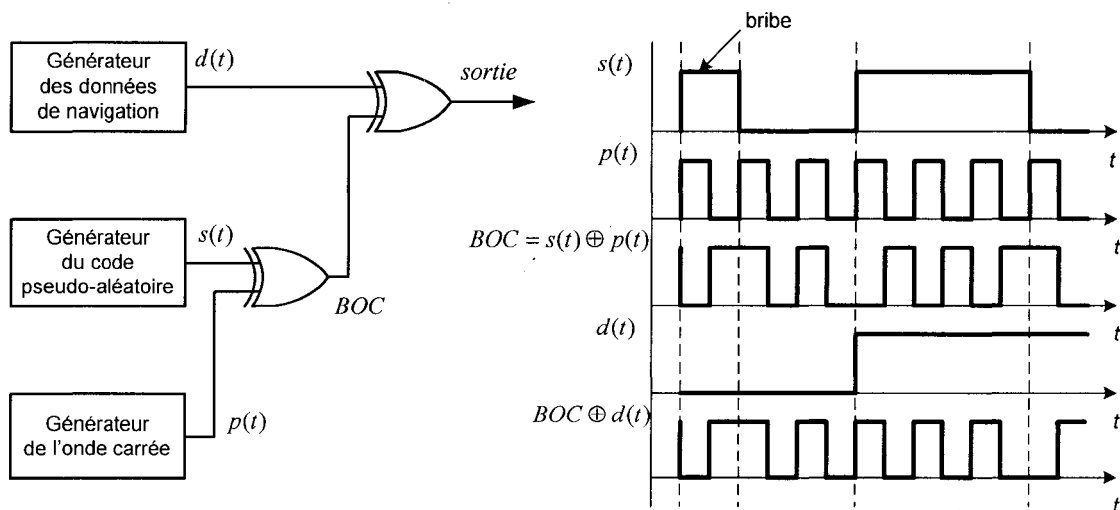 Générateur
des données
de navigation
d(t)
sortie
Générateur
du code
pseudo-aléatoire
s(t)
BOC
Générateur
de l'onde carrée
p(t)
bribe
s(t)
t
p(t)
t
BOC = s(t) ⊕ p(t)
t
d(t)
t
BOC ⊕ d(t)
t